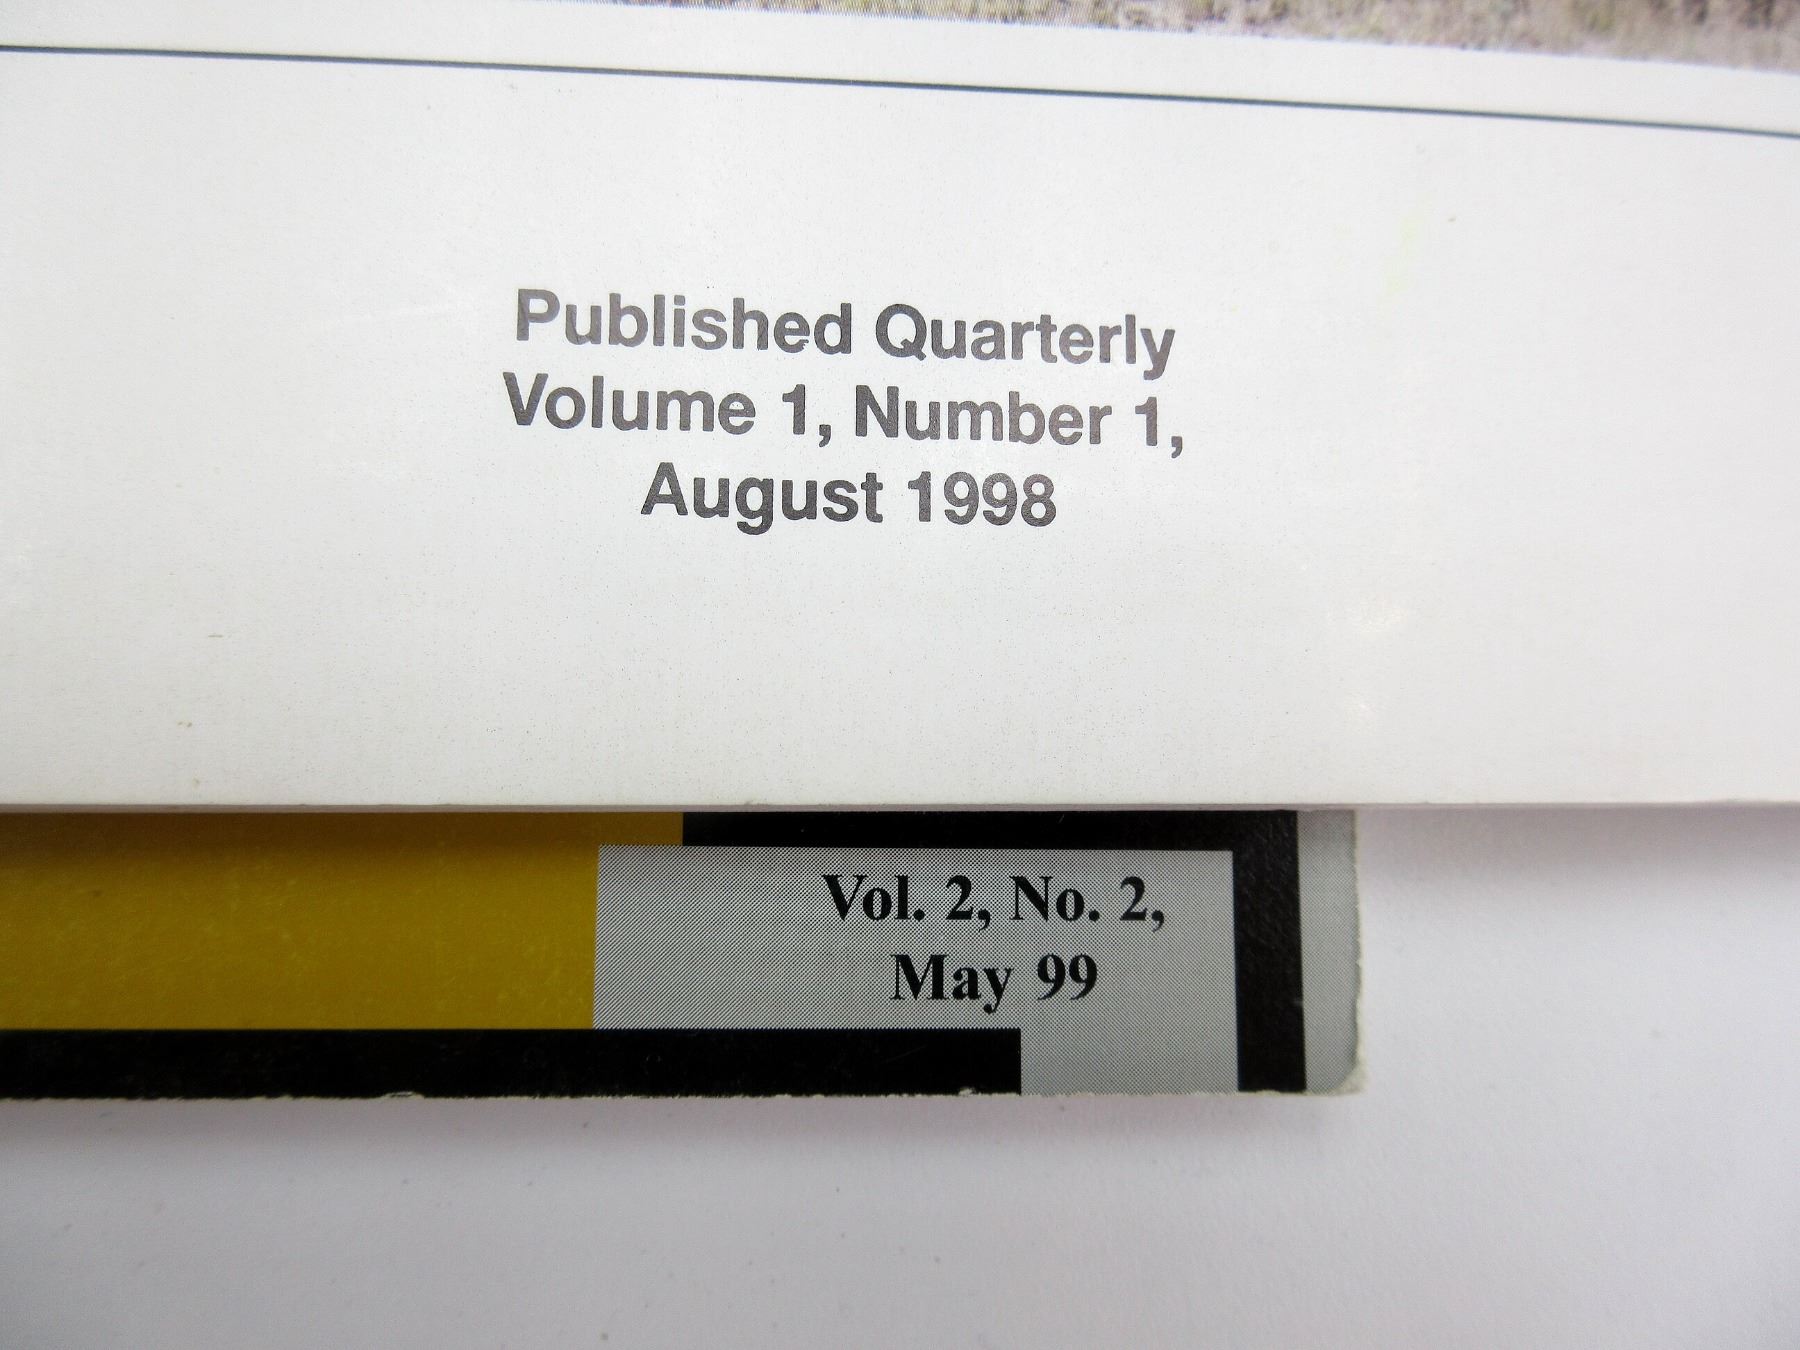 Published Quarterly
Volume 1, Number 1,
August 1998
Vol. 2, No. 2,
May 99